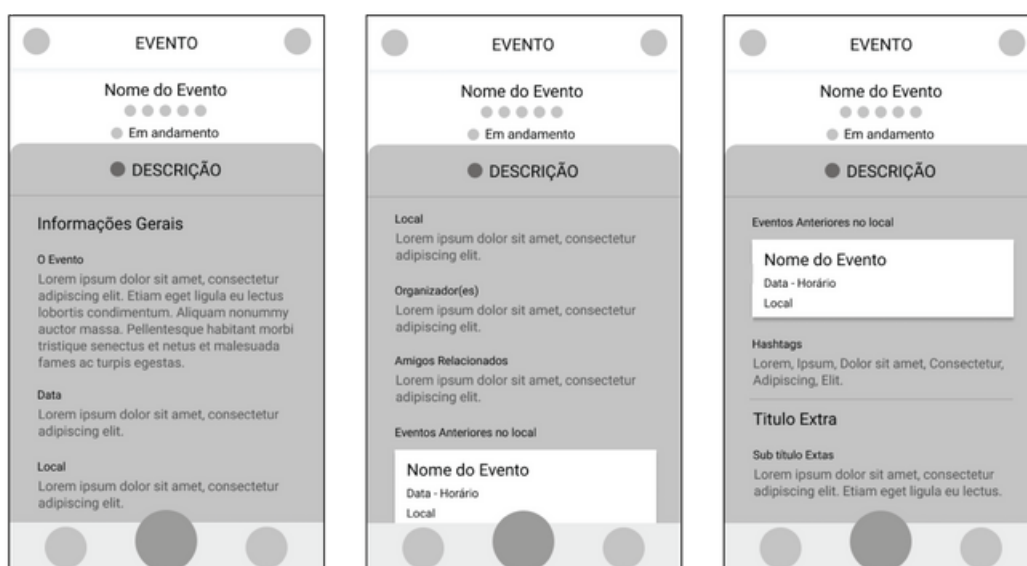 EVENTO
Nome do Evento
Em andamento
DESCRIÇÃO
Informações Gerais
O Evento
Lorem ipsum dolor sit amet, consectetur
adipiscing elit. Etiam eget ligula eu lectus
lobortis condimentum. Aliquam nonummy
auctor massa. Pellentesque habitant morbi
tristique senectus et netus et malesuada
fames ac turpis egestas.
Data
Lorem ipsum dolor sit amet, consectetur
adipiscing elit.
Local
Lorem ipsum dolor sit amet, consectetur
adipiscing elit.
EVENTO
Nome do Evento
Em andamento
DESCRIÇÃO
Local
Lorem ipsum dolor sit amet, consectetur
adipiscing elit.
Organizador(es)
Lorem ipsum dolor sit amet, consectetur
adipiscing elit.
Amigos Relacionados
Lorem ipsum dolor sit amet, consectetur
adipiscing elit.
Eventos Anteriores no local
Nome do Evento
Data - Horário
Local
EVENTO
Nome do Evento
Em andamento
DESCRIÇÃO
Eventos Anteriores no local
Nome do Evento
Data - Horário
Local
Hashtags
Lorem, Ipsum, Dolor sit amet, Consectetur,
Adipiscing, Elit.
Titulo Extra
Sub título Extas
Lorem ipsum dolor sit amet, consectetur
adipiscing elit. Etiam eget ligula eu lectus.